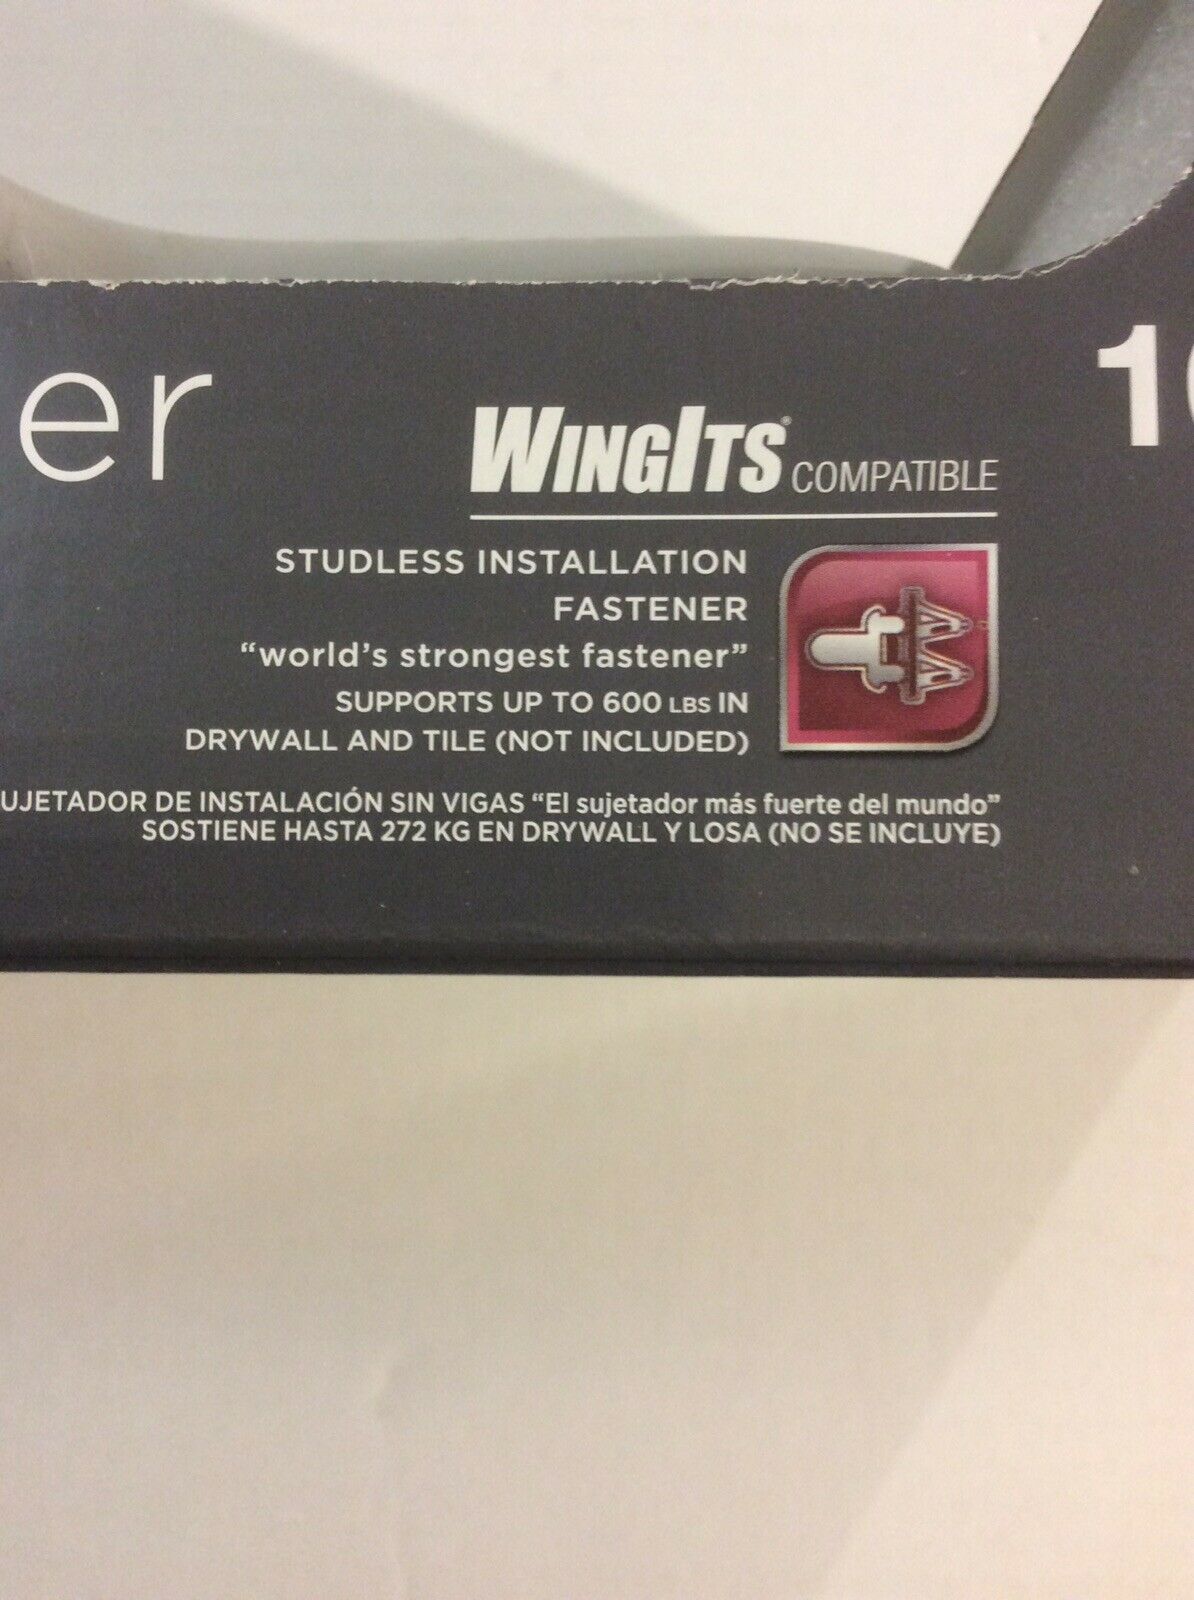 er
WINGITS® COMPATIBLE
STUDLESS INSTALLATION
FASTENER
“world’s strongest fastener”
SUPPORTS UP TO 600 LBS IN
DRYWALL AND TILE (NOT INCLUDED)
UJETADOR DE INSTALACIÓN SIN VIGAS “El sujetador más fuerte del mundo”
SOSTIENE HASTA 272 KG EN DRYWALL Y LOSA (NO SE INCLUYE)